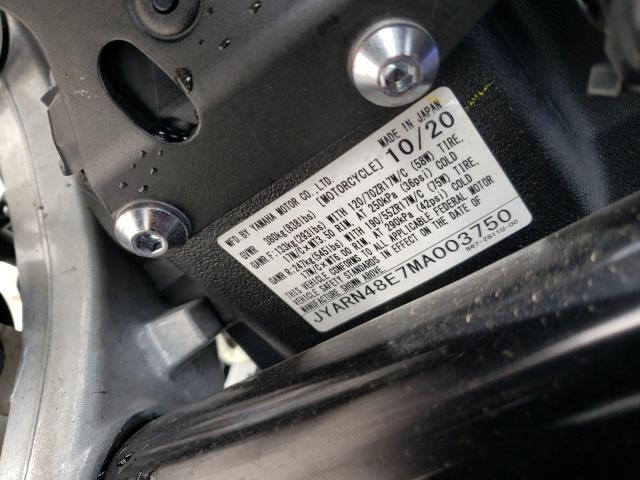 MFD. BY YAMAHA MOTOR CO., LTD. MADE IN JAPAN
[MOTORCYCLE] 10/20
GVWR 380kg(838lbs)
GAWR F: 133kg(293lbs) WITH 120/70ZR17M/C (58W) TIRE,
17M/C×MT3.50 RIM, AT 250kPa (36psi) COLD
GAWR R: 247kg(545lbs) WITH 190/55ZR17M/C (75W) TIRE,
17M/C×MT6.00 RIM, AT 290kPa (42psi) COLD
THIS VEHICLE CONFORMS TO ALL APPLICABLE FEDERAL MOTOR
VEHICLE SAFETY STANDARDS IN EFFECT ON THE DATE OF
MANUFACTURE SHOWN ABOVE.
JYARN48E7MA003750